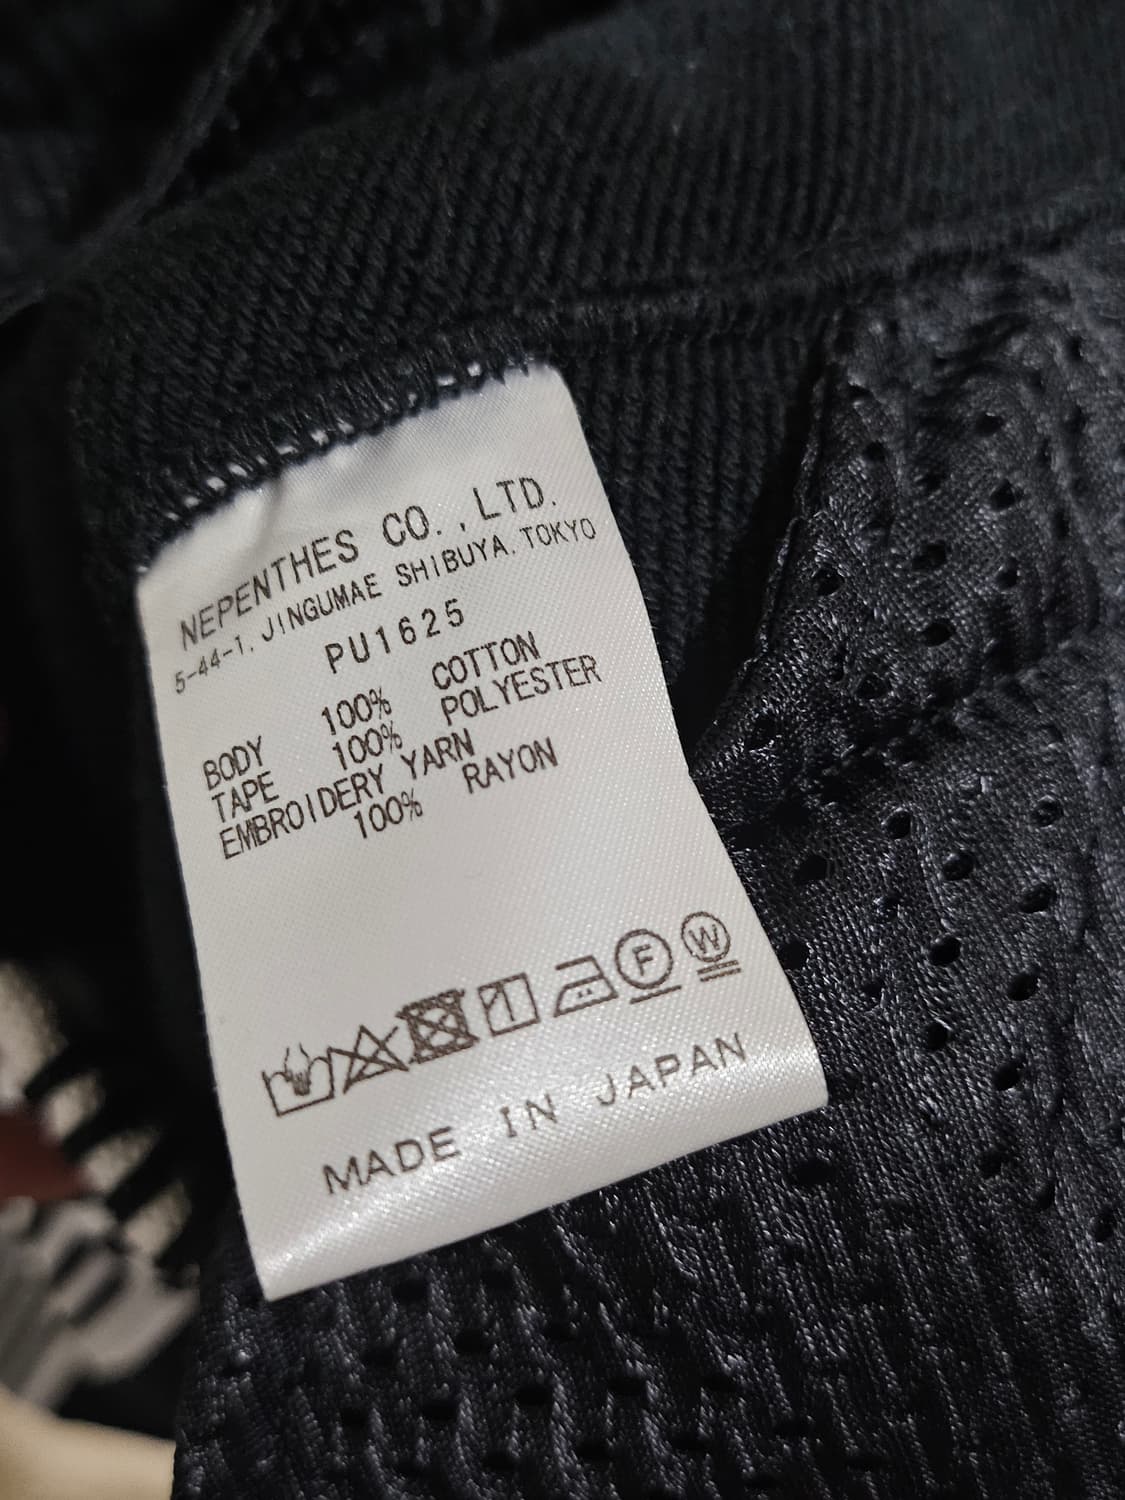 NEPENTHES CO.,LTD.
5-44-1, JINGUMAE SHIBUYA, TOKYO
PU1625
BODY 100% COTTON
TAPE 100% POLYESTER
EMBROIDERY YARN
100% RAYON
F W
MADE IN JAPAN